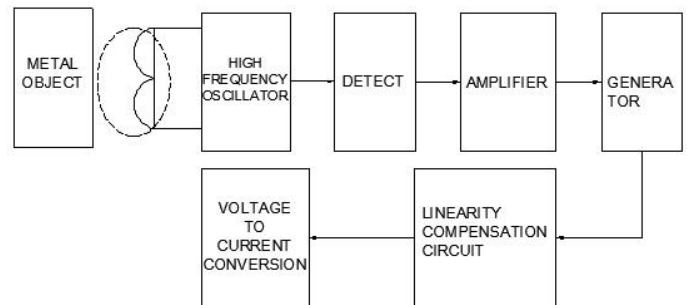 METAL
OBJECT
HIGH
FREQUENCY
OSCILLATOR
DETECT
AMPLIFIER
GENERA
TOR
VOLTAGE
TO
CURRENT
CONVERSION
LINEARITY
COMPENSATION
CIRCUIT